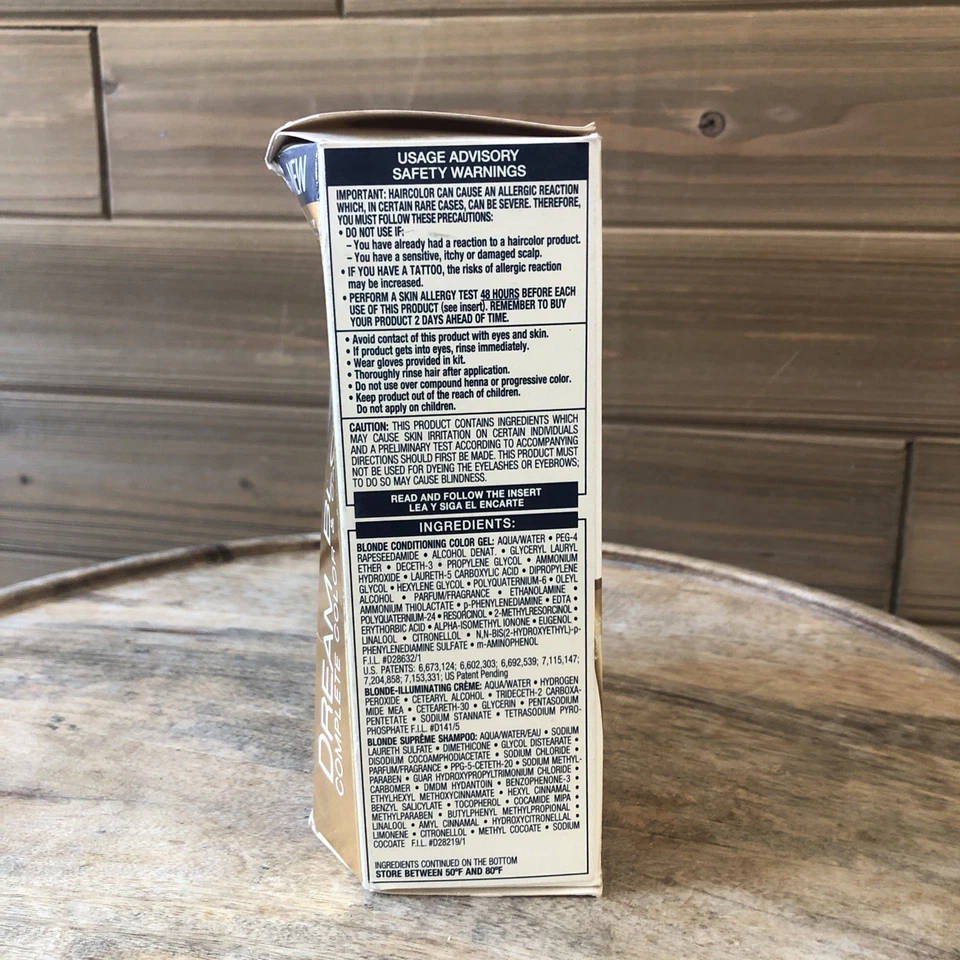 NEW
DREAM BLO
COMPLETE COLOR
USAGE ADVISORY
SAFETY WARNINGS
IMPORTANT: HAIRCOLOR CAN CAUSE AN ALLERGIC REACTION
WHICH, IN CERTAIN RARE CASES, CAN BE SEVERE. THEREFORE,
YOU MUST FOLLOW THESE PRECAUTIONS:
• DO NOT USE IF:
– You have already had a reaction to a haircolor product.
– You have a sensitive, itchy or damaged scalp.
• IF YOU HAVE A TATTOO, the risks of allergic reaction
may be increased.
• PERFORM A SKIN ALLERGY TEST 48 HOURS BEFORE EACH
USE OF THIS PRODUCT (see insert). REMEMBER TO BUY
YOUR PRODUCT 2 DAYS AHEAD OF TIME.
• Avoid contact of this product with eyes and skin.
• If product gets into eyes, rinse immediately.
• Wear gloves provided in kit.
• Thoroughly rinse hair after application.
• Do not use over compound henna or progressive color.
• Keep product out of the reach of children.
Do not apply on children.
CAUTION: THIS PRODUCT CONTAINS INGREDIENTS WHICH
MAY CAUSE SKIN IRRITATION ON CERTAIN INDIVIDUALS
AND A PRELIMINARY TEST ACCORDING TO ACCOMPANYING
DIRECTIONS SHOULD FIRST BE MADE. THIS PRODUCT MUST
NOT BE USED FOR DYEING THE EYELASHES OR EYEBROWS;
TO DO SO MAY CAUSE BLINDNESS.
READ AND FOLLOW THE INSERT
LEA Y SIGA EL ENCARTE
INGREDIENTS:
BLONDE CONDITIONING COLOR GEL: AQUA/WATER • PEG-4
RAPESEEDAMIDE • ALCOHOL DENAT. • GLYCERYL LAURYL
ETHER • DECETH-3 • PROPYLENE GLYCOL • AMMONIUM
HYDROXIDE • LAURETH-5 CARBOXYLIC ACID • DIPROPYLENE
GLYCOL • HEXYLENE GLYCOL • POLYQUATERNIUM-6 • OLEYL
ALCOHOL • PARFUM/FRAGRANCE • ETHANOLAMINE •
AMMONIUM THIOLACTATE • p-PHENYLENEDIAMINE • EDTA •
POLYQUATERNIUM-24 • RESORCINOL • 2-METHYLRESORCINOL •
ERYTHORBIC ACID • ALPHA-ISOMETHYL IONONE • EUGENOL •
LINALOOL • CITRONELLOL • N,N-BIS(2-HYDROXYETHYL)-p-
PHENYLENEDIAMINE SULFATE • m-AMINOPHENOL
F.I.L. #D28632/1
U.S. PATENTS: 6,673,124; 6,602,303; 6,692,539; 7,115,147;
7,204,858; 7,153,331; US Patent Pending
BLONDE-ILLUMINATING CRÈME: AQUA/WATER • HYDROGEN
PEROXIDE • CETEARYL ALCOHOL • TRIDECETH-2 CARBOXA-
MIDE MEA • CETEARETH-30 • GLYCERIN • PENTASODIUM
PENTETATE • SODIUM STANNATE • TETRASODIUM PYRO-
PHOSPHATE F.I.L. #D141/5
BLONDE SUPRÊME SHAMPOO: AQUA/WATER/EAU • SODIUM
LAURETH SULFATE • DIMETHICONE • GLYCOL DISTEARATE •
DISODIUM COCOAMPHODIACETATE • SODIUM CHLORIDE •
PARFUM/FRAGRANCE • PPG-5-CETETH-20 • SODIUM METHYL-
PARABEN • GUAR HYDROXYPROPYLTRIMONIUM CHLORIDE •
CARBOMER • DMDM HYDANTOIN • BENZOPHENONE-3 •
ETHYLHEXYL METHOXYCINNAMATE • HEXYL CINNAMAL •
BENZYL SALICYLATE • TOCOPHEROL • COCAMIDE MIPA •
METHYLPARABEN • BUTYLPHENYL METHYLPROPIONAL •
LINALOOL • AMYL CINNAMAL • HYDROXYCITRONELLAL •
LIMONENE • CITRONELLOL • METHYL COCOATE • SODIUM
COCOATE F.I.L. #D28219/1
INGREDIENTS CONTINUED ON THE BOTTOM
STORE BETWEEN 50°F AND 80°F